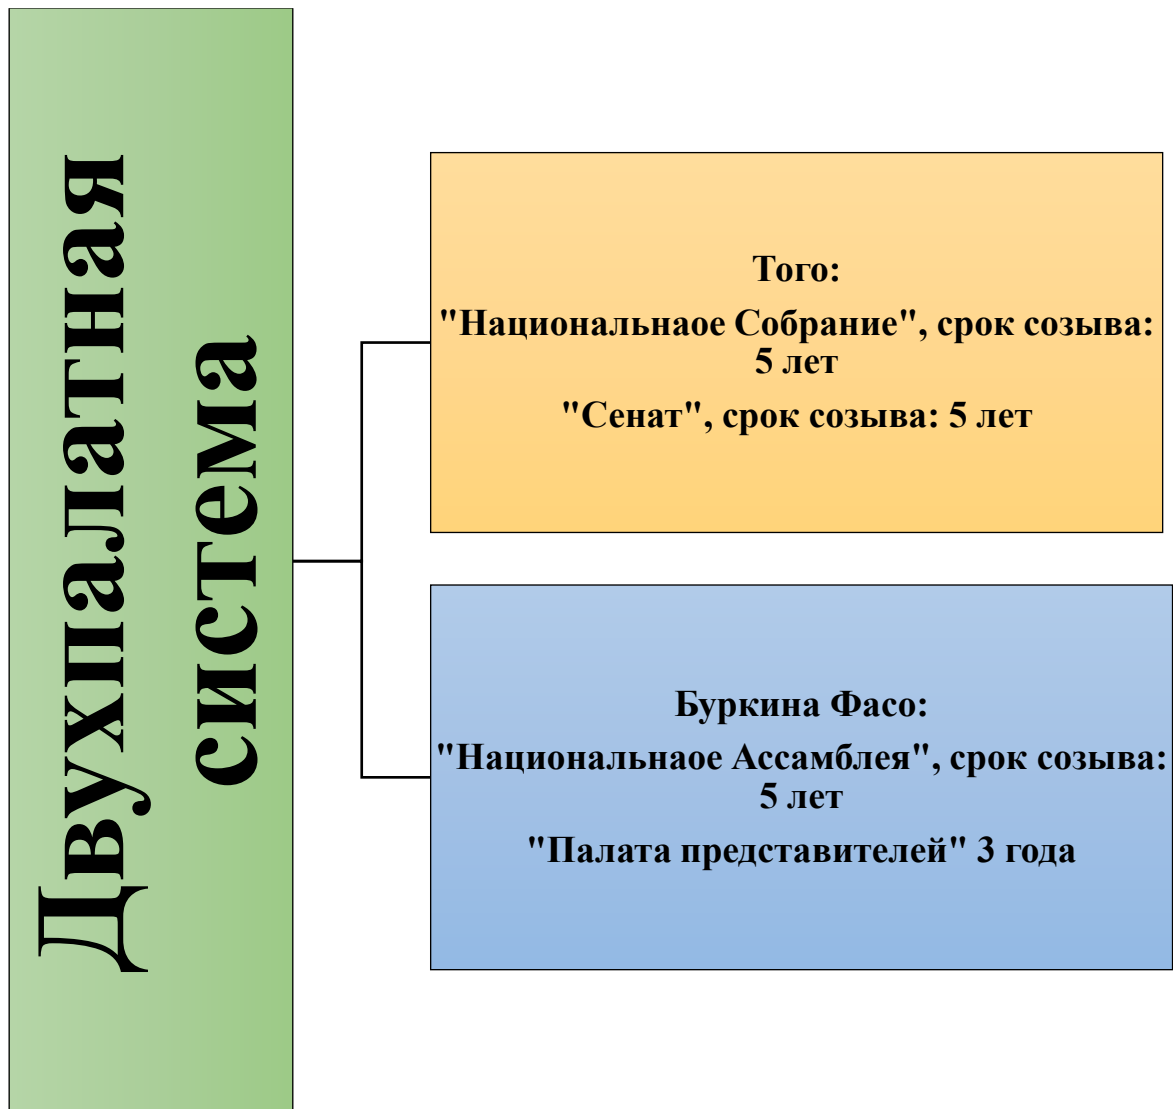 Двухпалатная
система
Того:
"Национальнаое Собрание", срок созыва:
5 лет
"Сенат", срок созыва: 5 лет
Буркина Фасо:
"Национальнаое Ассамблея", срок созыва:
5 лет
"Палата представителей" 3 года